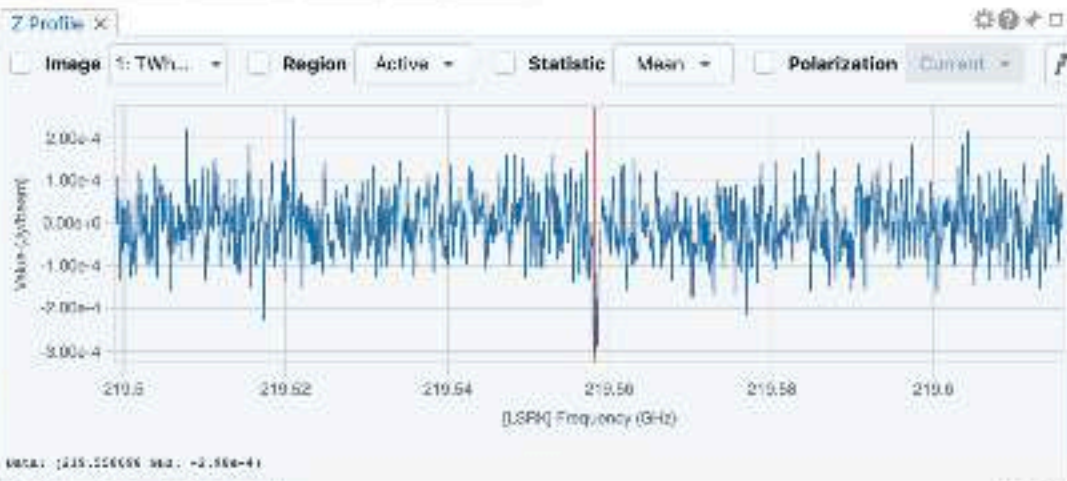 Z Profile ×
Image 1: TWh... Region Active Statistic Mean Polarization Current
2.00e-4
1.00e-4
0.00e+0
-1.00e-4
-2.00e-4
-3.00e-4
Value (Jy/beam)
219.5 219.52 219.54 219.56 219.58 219.6
[LSRK] Frequency (GHz)
Data: